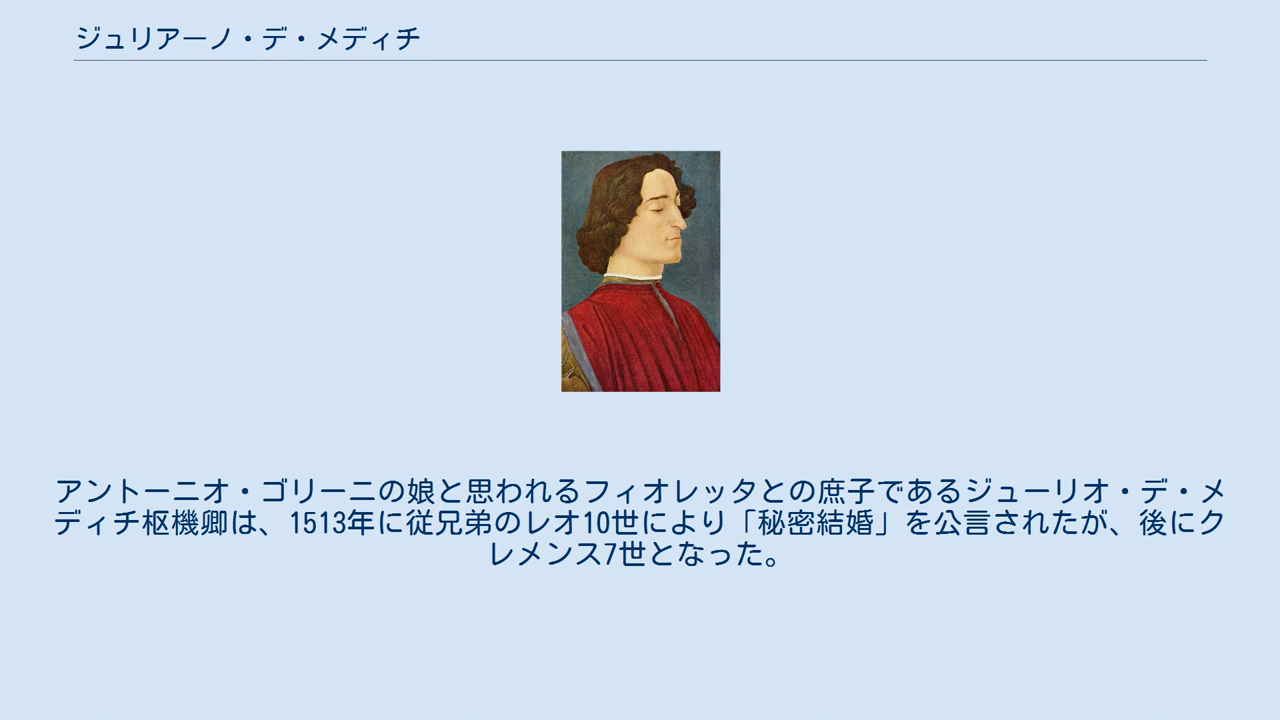 ジュリアーノ・デ・メディチ
アントーニオ・ゴリーニの娘と思われるフィオレッタとの庶子であるジューリオ・デ・メ
ディチ枢機卿は、1513年に従兄弟のレオ10世により「秘密結婚」を公言されたが、後にク
レメンス7世となった。